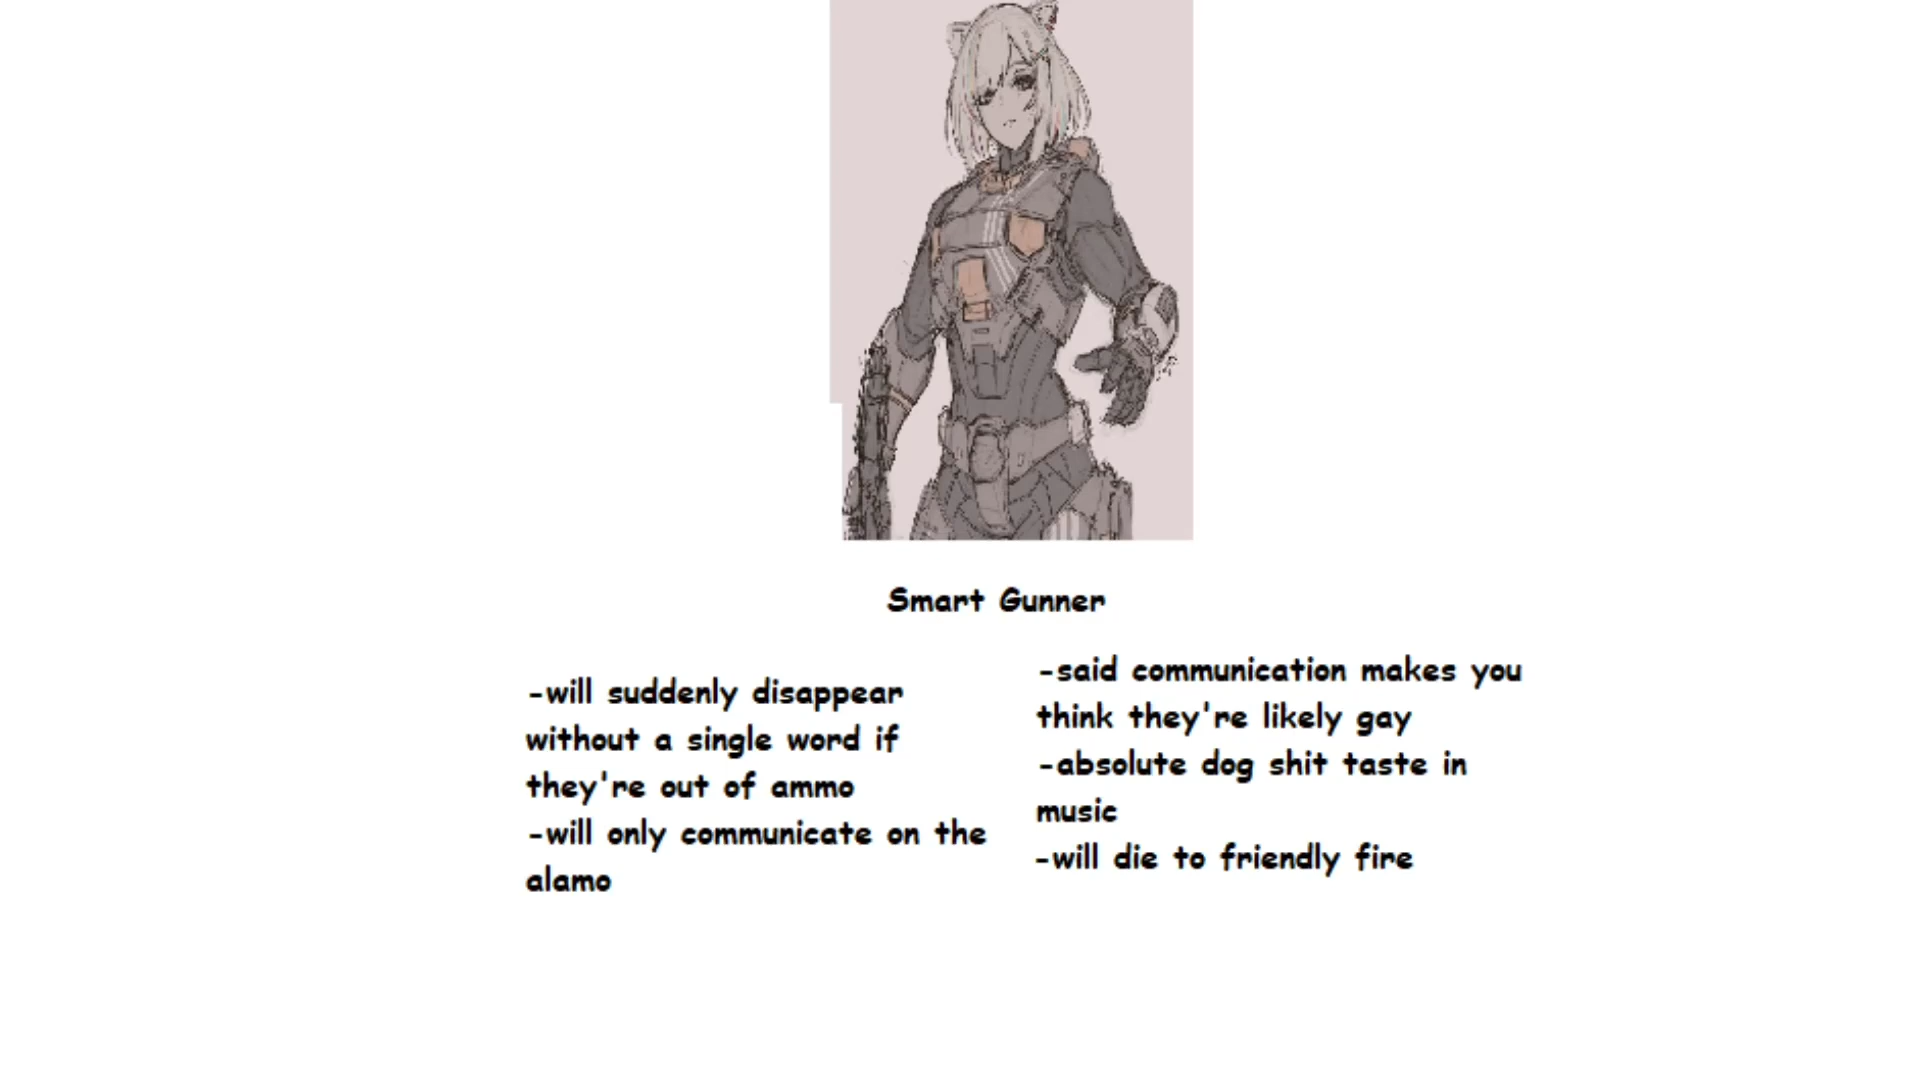 Smart Gunner
-will suddenly disappear
without a single word if
they're out of ammo
-will only communicate on the
alamo
-said communication makes you
think they're likely gay
-absolute dog shit taste in
music
-will die to friendly fire